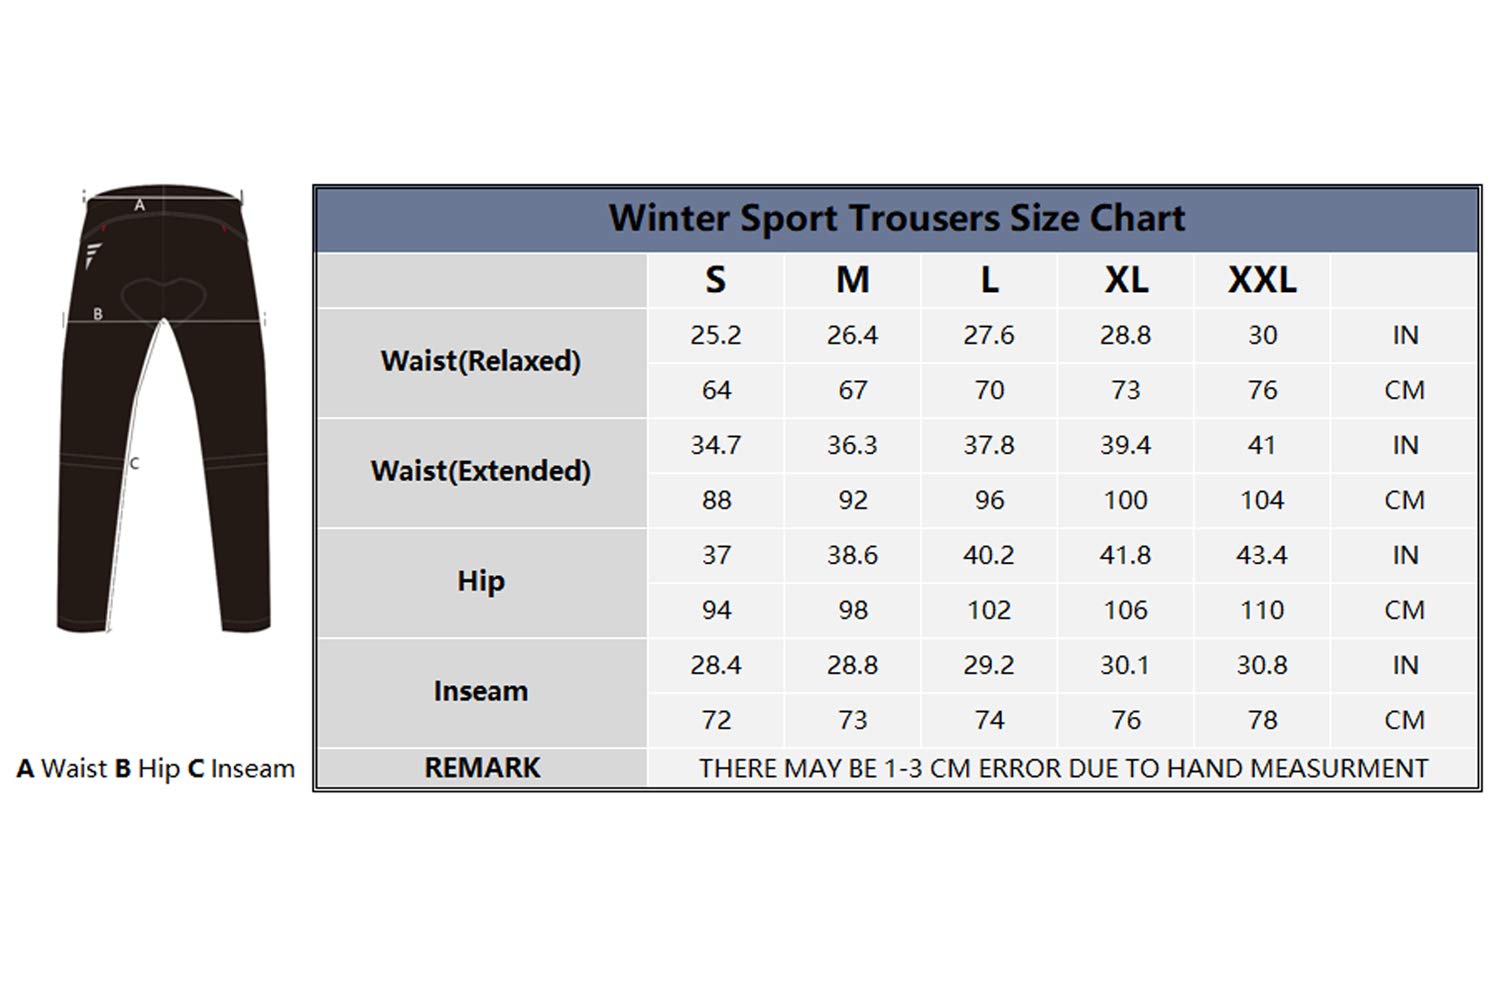 Winter Sport Trousers Size Chart
S M L XL XXL
Waist(Relaxed)
25.2 26.4 27.6 28.8 30 IN
64 67 70 73 76 CM
Waist(Extended)
34.7 36.3 37.8 39.4 41 IN
88 92 96 100 104 CM
Hip
37 38.6 40.2 41.8 43.4 IN
94 98 102 106 110 CM
Inseam
28.4 28.8 29.2 30.1 30.8 IN
72 73 74 76 78 CM
REMARK THERE MAY BE 1-3 CM ERROR DUE TO HAND MEASURMENT
A
B
C
A Waist B Hip C Inseam